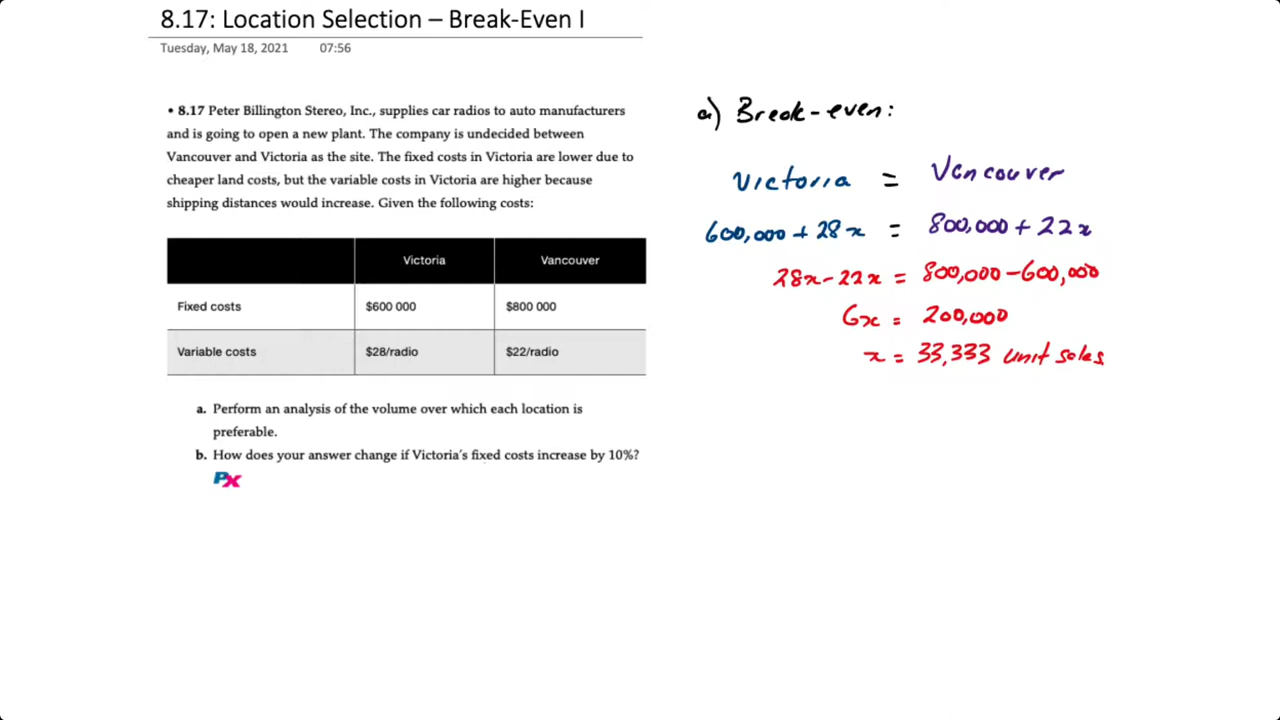 8.17: Location Selection – Break-Even I
Tuesday, May 18, 2021 07:56
• 8.17 Peter Billington Stereo, Inc., supplies car radios to auto manufacturers
and is going to open a new plant. The company is undecided between
Vancouver and Victoria as the site. The fixed costs in Victoria are lower due to
cheaper land costs, but the variable costs in Victoria are higher because
shipping distances would increase. Given the following costs:
Victoria Vancouver
Fixed costs $600 000 $800 000
Variable costs $28/radio $22/radio
a. Perform an analysis of the volume over which each location is
preferable.
b. How does your answer change if Victoria's fixed costs increase by 10%?
PX
a) Break-even:
Victoria = Vancouver
600,000 + 28x = 800,000 + 22x
28x - 22x = 800,000 - 600,000
6x = 200,000
x = 33,333 unit sales